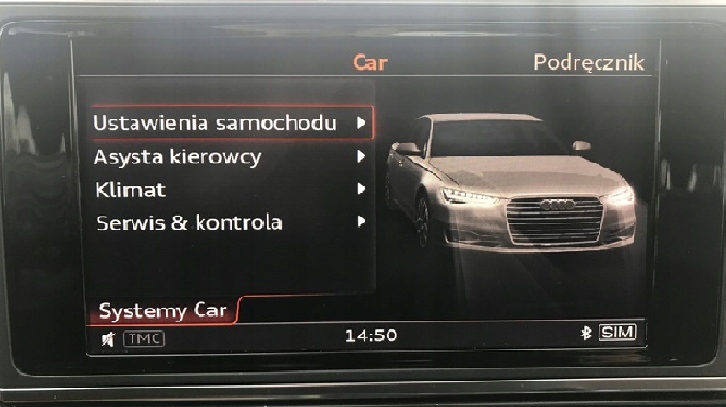 Car
Podręcznik
Ustawienia samochodu
Asysta kierowcy
Klimat
Serwis & kontrola
Systemy Car
TMC
14:50
SIM